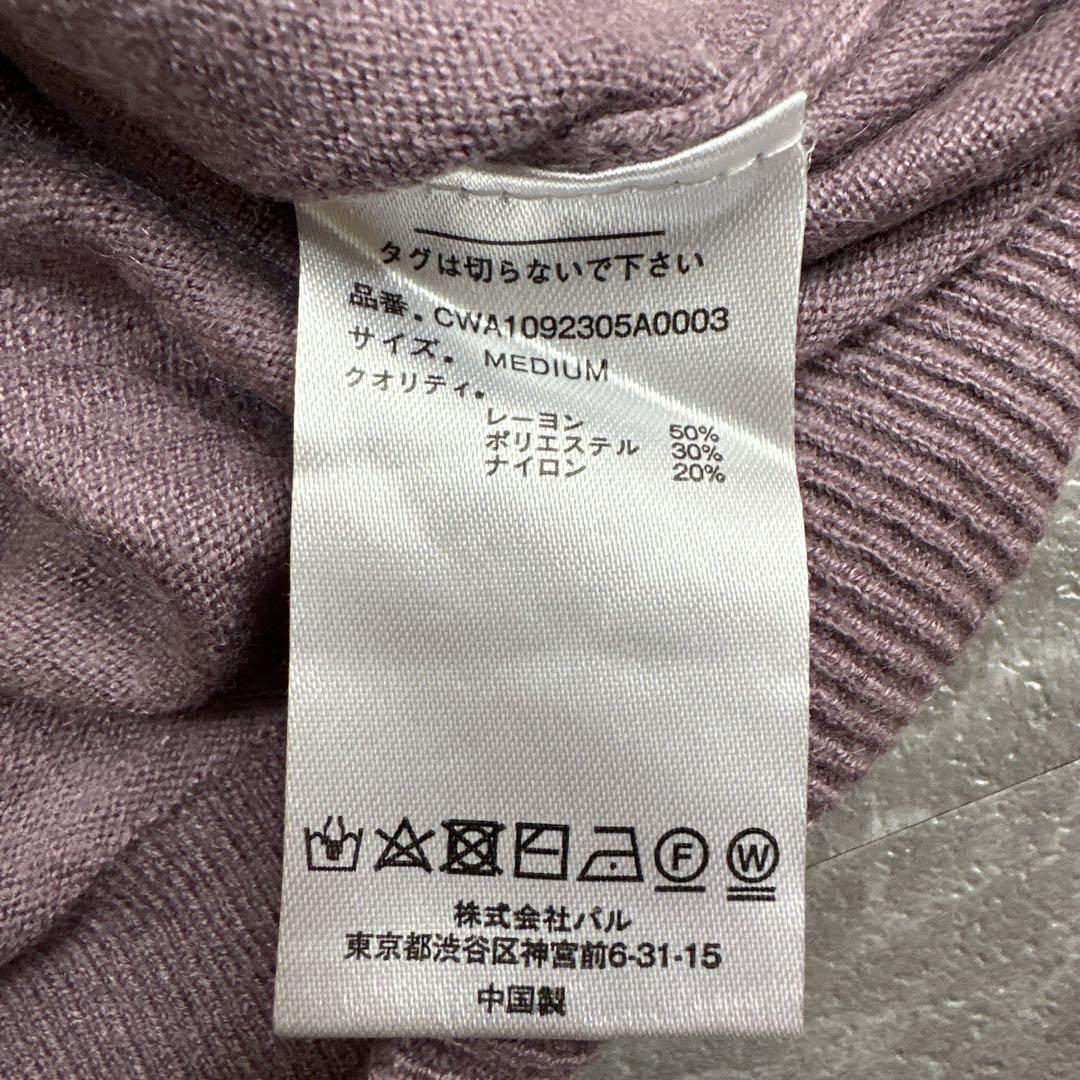 タグは切らないで下さい
品番. CWA1092305A0003
サイズ. MEDIUM
クオリティ.
レーヨン 50%
ポリエステル 30%
ナイロン 20%
F W
株式会社パル
東京都渋谷区神宮前6-31-15
中国製